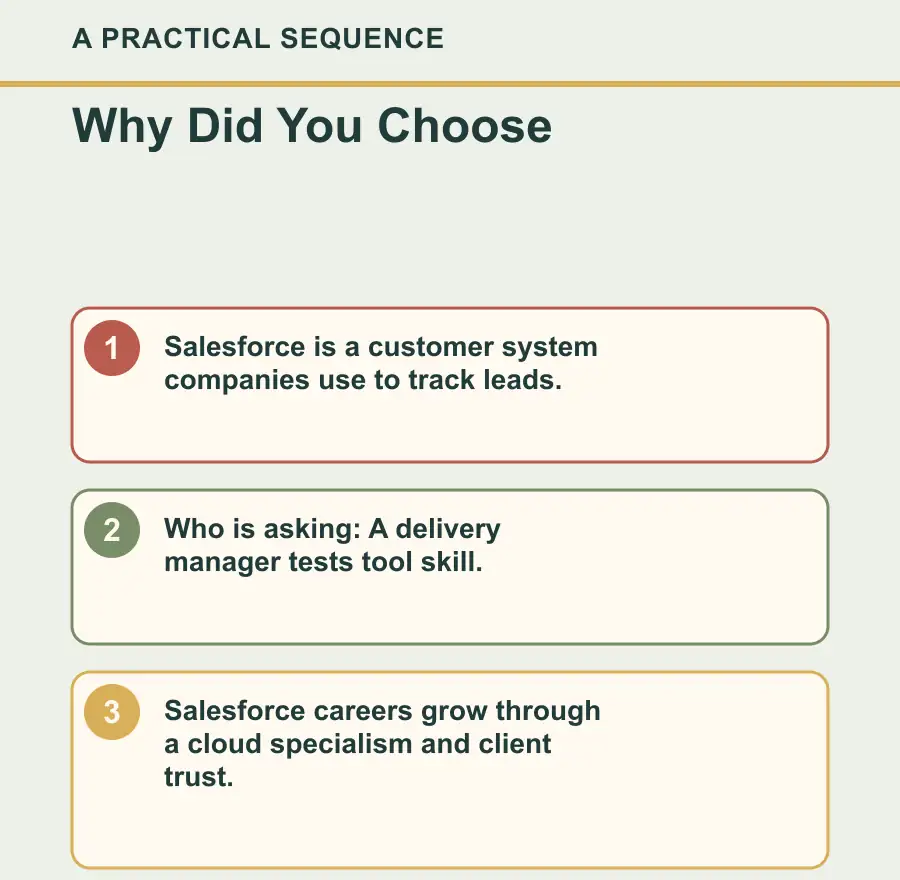 A PRACTICAL SEQUENCE
Why Did You Choose
1
Salesforce is a customer system
companies use to track leads.
2
Who is asking: A delivery
manager tests tool skill.
3
Salesforce careers grow through
a cloud specialism and client
trust.